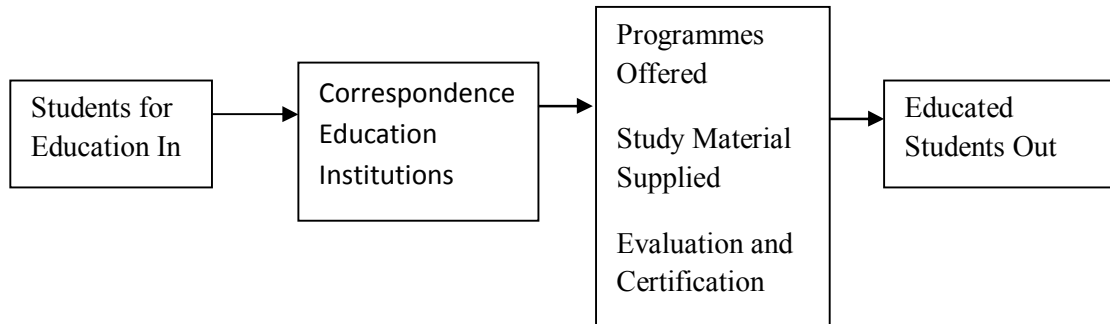 Students for
Education In
Correspondence
Education
Institutions
Programmes
Offered
Study Material
Supplied
Evaluation and
Certification
Educated
Students Out